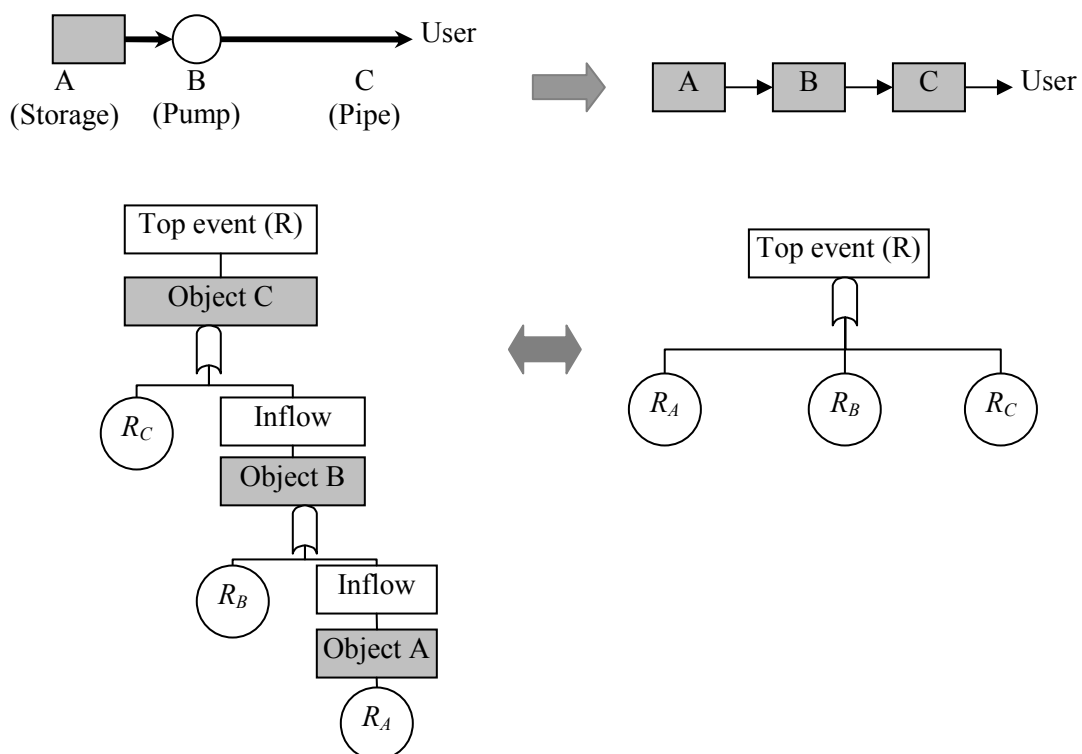 User
A
B
C
(Storage)
(Pump)
(Pipe)
A
B
C
User
Top event (R)
Object C
R_C
Inflow
Object B
R_B
Inflow
Object A
R_A
Top event (R)
R_A
R_B
R_C